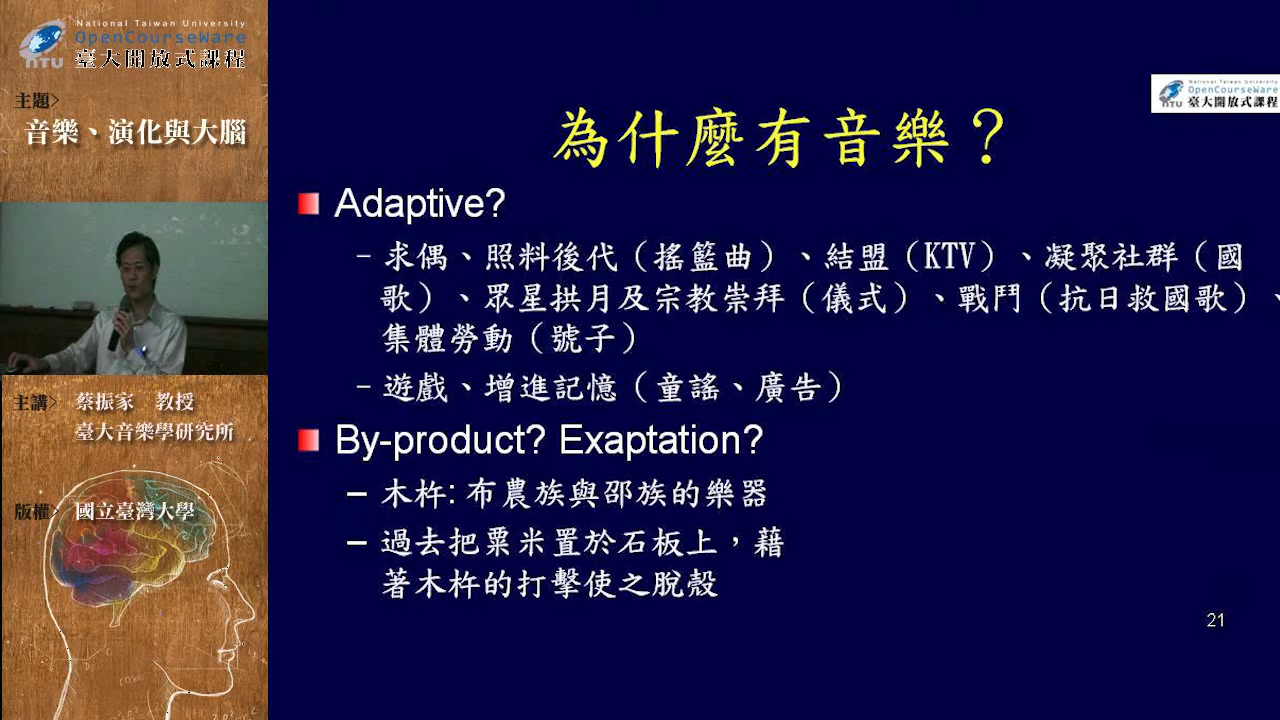 National Taiwan University
OpenCourseWare
NTU 臺大開放式課程
主題>
音樂、演化與大腦
主講> 蔡振家 教授
臺大音樂學研究所
版權> 國立臺灣大學
National Taiwan University
OpenCourseWare
NTU 臺大開放式課程
為什麼有音樂？
Adaptive?
–求偶、照料後代（搖籃曲）、結盟（KTV）、凝聚社群（國
歌）、眾星拱月及宗教崇拜（儀式）、戰鬥（抗日救國歌）、
集體勞動（號子）
–遊戲、增進記憶（童謠、廣告）
By-product? Exaptation?
– 木杵: 布農族與邵族的樂器
– 過去把粟米置於石板上，藉
著木杵的打擊使之脫殼
21